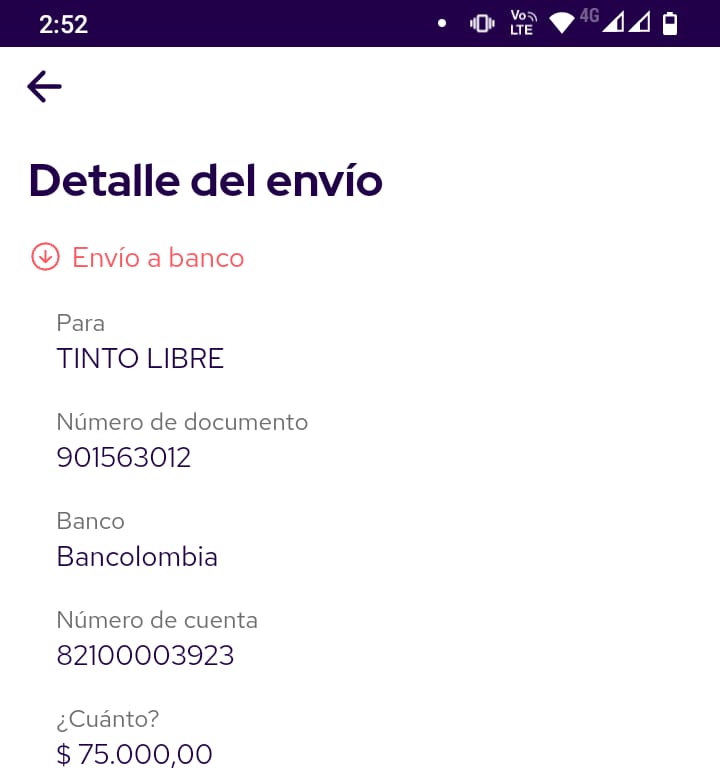 2:52
Vo LTE
4G
Detalle del envío
Envío a banco
Para
TINTO LIBRE
Número de documento
901563012
Banco
Bancolombia
Número de cuenta
82100003923
¿Cuánto?
$ 75.000,00